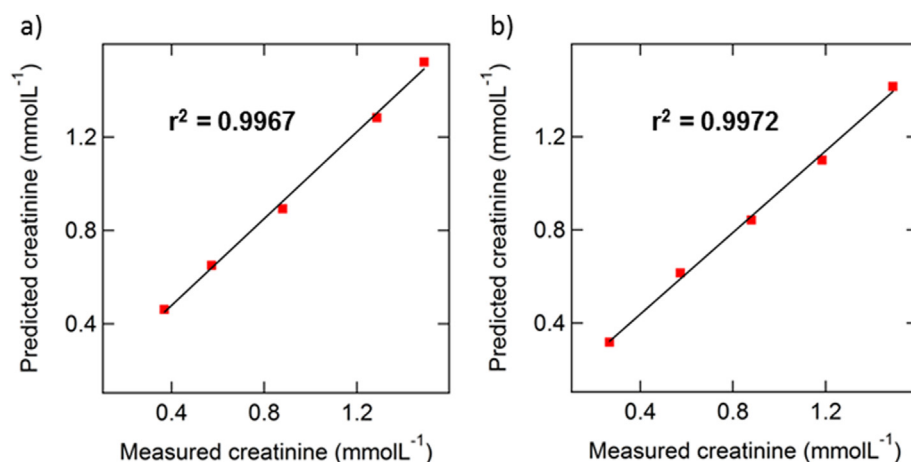 a)
Predicted creatinine (mmolL⁻¹)
r² = 0.9967
1.2
0.8
0.4
0.4 0.8 1.2
Measured creatinine (mmolL⁻¹)
b)
Predicted creatinine (mmolL⁻¹)
r² = 0.9972
1.2
0.8
0.4
0.4 0.8 1.2
Measured creatinine (mmolL⁻¹)